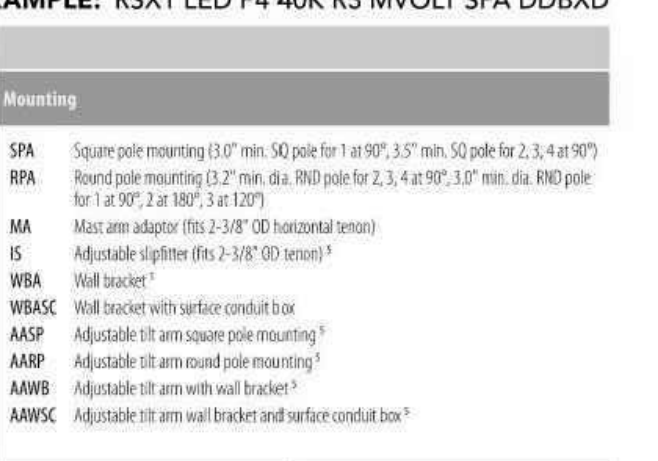 AMPLE: RSX1 LED P4 40K R3 MVOLT SPA DDBXD
Mounting
SPA Square pole mounting (3.0" min. SQ pole for 1 at 90°, 3.5" min. SQ pole for 2, 3, 4 at 90°)
RPA Round pole mounting (3.2" min. dia. RND pole for 2, 3, 4 at 90°, 3.0" min. dia. RND pole
for 1 at 90°, 2 at 180°, 3 at 120°)
MA Mast arm adaptor (fits 2-3/8" OD horizontal tenon)
IS Adjustable slipfitter (fits 2-3/8" OD tenon) ⁵
WBA Wall bracket ⁵
WBASC Wall bracket with surface conduit box
AASP Adjustable tilt arm square pole mounting ⁵
AARP Adjustable tilt arm round pole mounting ⁵
AAWB Adjustable tilt arm with wall bracket ⁵
AAWSC Adjustable tilt arm wall bracket and surface conduit box ⁵